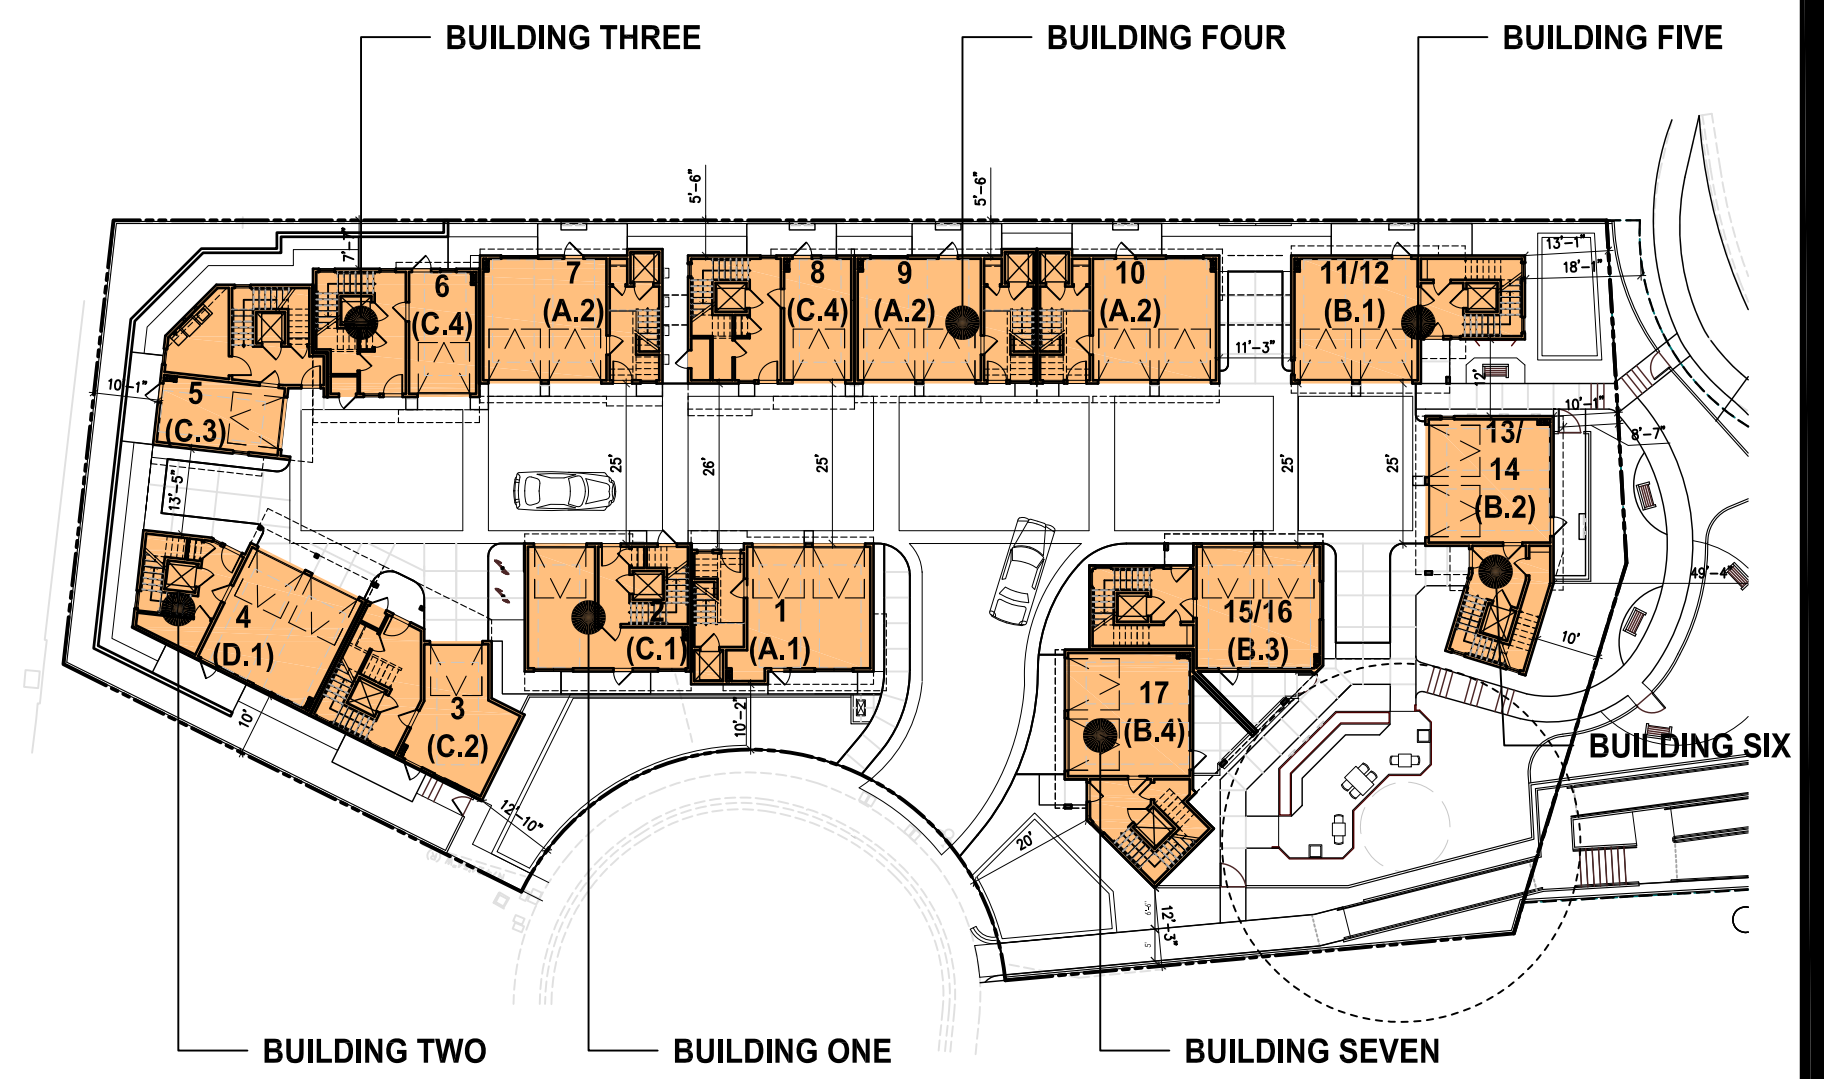 BUILDING THREE
BUILDING FOUR
BUILDING FIVE
5'-6"
5'-6"
7'-7"
13'-1"
18'-1"
6
(C.4)
7
(A.2)
8
(C.4)
9
(A.2)
10
(A.2)
11/12
(B.1)
11'-3"
12'
10'-1"
5
(C.3)
10'-1"
8'-7"
13/
14
(B.2)
25'
26'
25'
25'
25'
13'-5"
49'-4"
4
(D.1)
2
(C.1)
1
(A.1)
15/16
(B.3)
10'
3
(C.2)
17
(B.4)
10'
10'-2"
BUILDING SIX
12'-10"
20'
12'-3"
BUILDING TWO
BUILDING ONE
BUILDING SEVEN